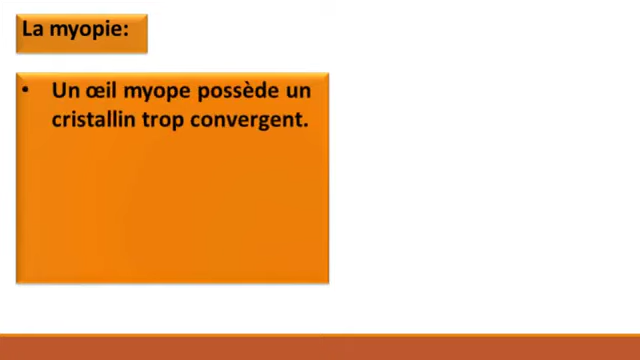 La myopie:
• Un œil myope possède un
cristallin trop convergent.